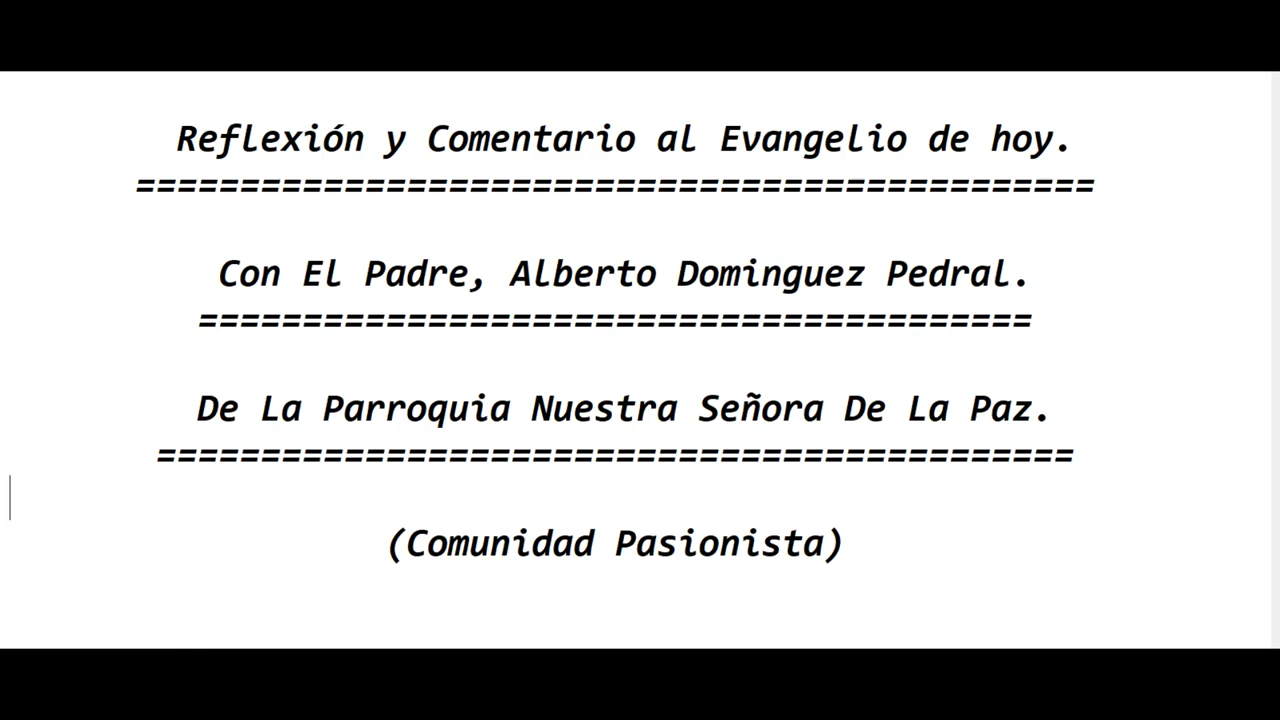 Reflexión y Comentario al Evangelio de hoy.
==============================================
Con El Padre, Alberto Dominguez Pedral.
========================================
De La Parroquia Nuestra Señora De La Paz.
============================================
(Comunidad Pasionista)